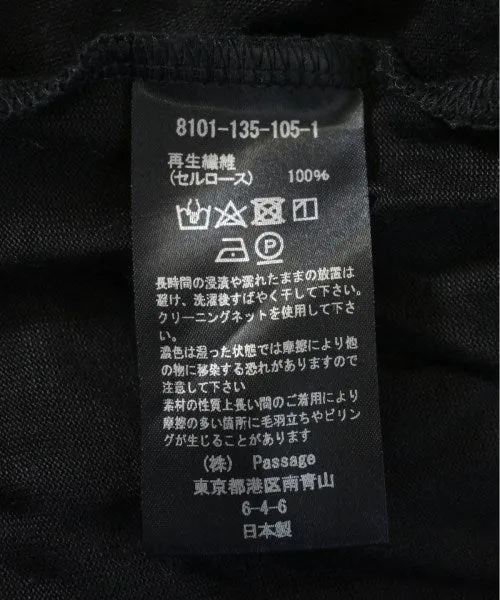 8101-135-105-1
再生繊維
(セルロース) 100%
長時間の浸漬や濡れたままの放置は
避け、洗濯後すばやく干して下さい。
クリーニングネットを使用して下さ
い。
濃色は湿った状態では摩擦により他
の物に移染する恐れがありますので
注意して下さい
素材の性質上長い間のご着用により
摩擦の多い箇所に毛羽立ちやピリン
グが生じることがあります
(株) Passage
東京都港区南青山
6-4-6
日本製